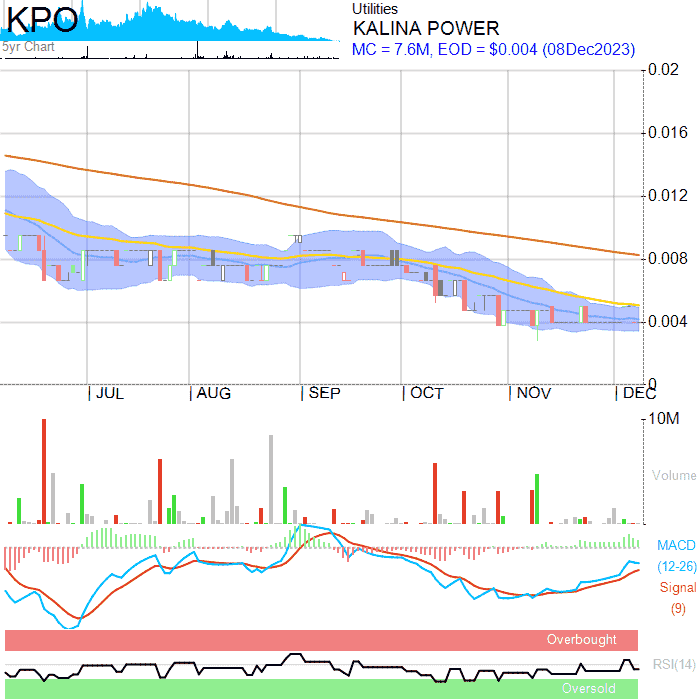 KPO
Utilities
KALINA POWER
5yr Chart
MC = 7.6M, EOD = $0.004 (08Dec2023)
0.02
0.016
0.012
0.008
0.004
0
JUL AUG SEP OCT NOV DEC
10M
Volume
MACD
(12-26)
Signal
(9)
Overbought
RSI(14)
Oversold